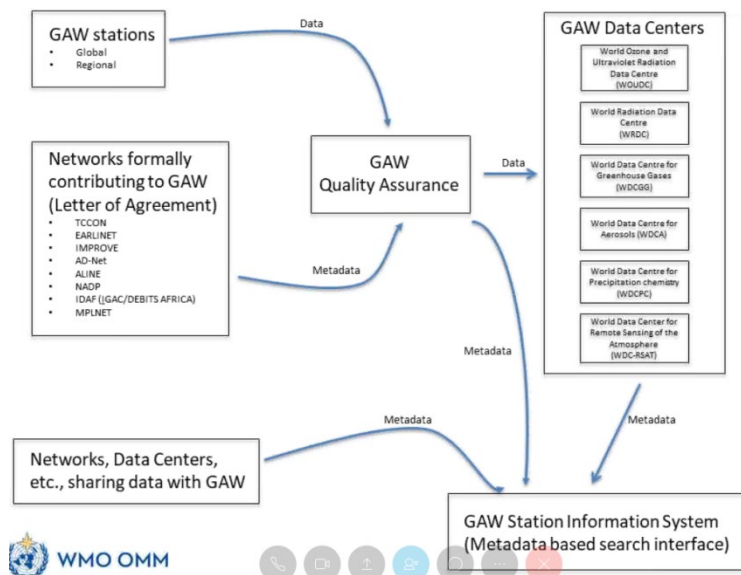 GAW stations
• Global
• Regional
Data
Networks formally
contributing to GAW
(Letter of Agreement)
• TCCON
• EARLINET
• IMPROVE
• AD-Net
• ALINE
• NADP
• IDAF (IGAC/DEBITS AFRICA)
• MPLNET
Metadata
GAW
Quality Assurance
Data
GAW Data Centers
World Ozone and
Ultraviolet Radiation
Data Centre
(WOUDC)
World Radiation Data
Centre
(WRDC)
World Data Centre for
Greenhouse Gases
(WDCGG)
World Data Centre for
Aerosols (WDCA)
World Data Centre for
Precipitation chemistry
(WDCPC)
World Data Center for
Remote Sensing of the
Atmosphere
(WDC-RSAT)
Metadata
Metadata
Metadata
Networks, Data Centers,
etc., sharing data with GAW
GAW Station Information System
(Metadata based search interface)
WMO OMM